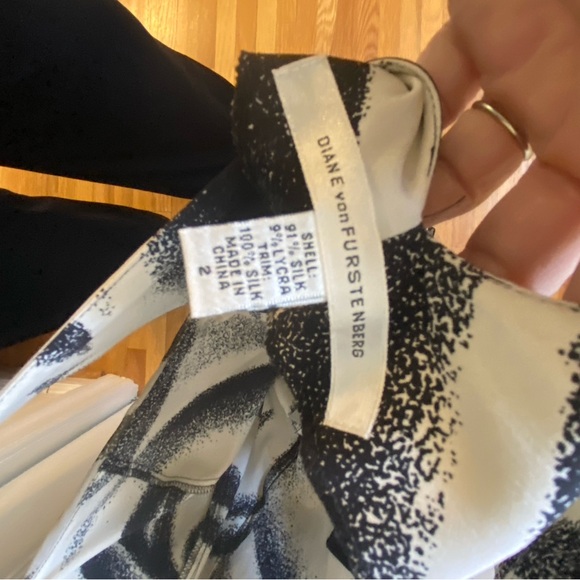 DIANE von FURSTENBERG
SHELL:
91% SILK
9% LYCRA
TRIM:
100% SILK
MADE IN
CHINA
2